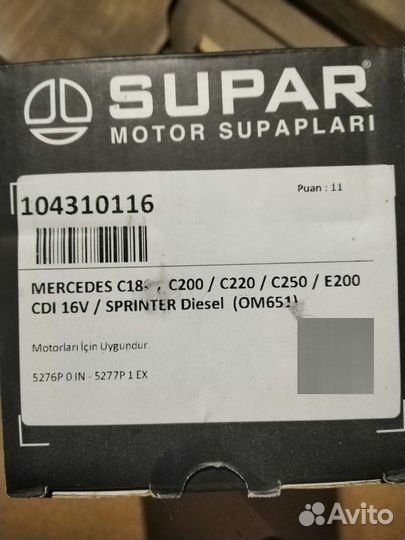 SUPAR®
MOTOR SUPAPLARI
Puan : 11
104310116
MERCEDES C200 / C220 / C250 / E200
CDI 16V / SPRINTER Diesel (OM651)
Motorları İçin Uygundur
5276P 0 IN - 5277P 1 EX
Avito